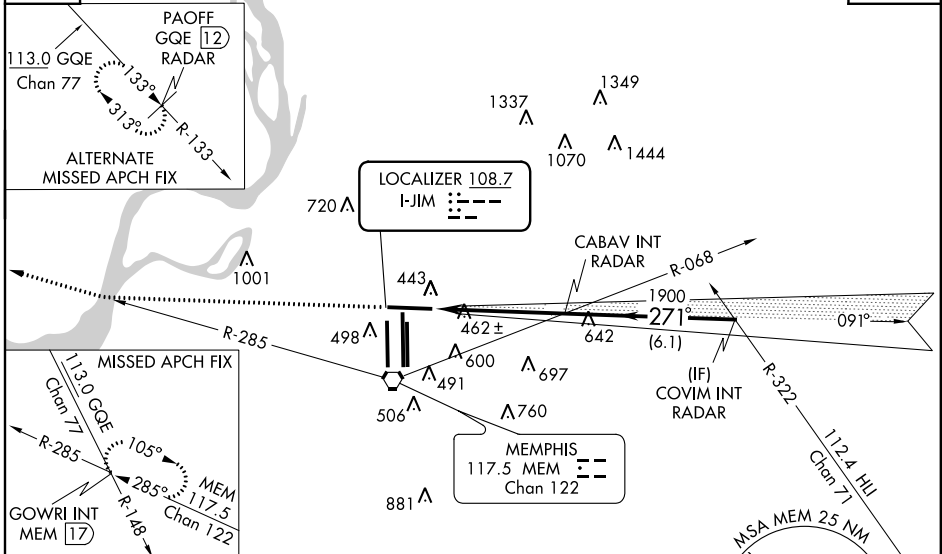 PAOFF
GQE 12
RADAR
113.0 GQE
Chan 77
133°
313°
R-133
ALTERNATE
MISSED APCH FIX
1349
1337
1070
1444
LOCALIZER 108.7
I-JIM
720
CABAV INT
RADAR
R-068
1001
443
1900
271°
091°
(6.1)
R-285
498
462 ±
642
600
697
491
(IF)
COVIM INT
RADAR
R-322
506
760
MISSED APCH FIX
113.0 GQE
Chan 77
R-285
105°
285°
MEM
117.5
Chan 122
GOWRI INT
MEM 17
R-148
MEMPHIS
117.5 MEM
Chan 122
112.4 HLI
Chan 71
881
MSA MEM 25 NM